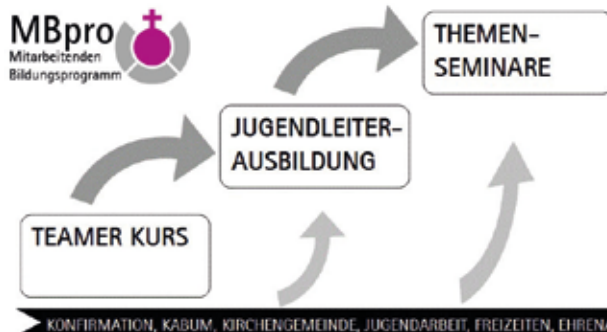 MBpro
Mitarbeitenden
Bildungsprogramm
THEMEN-
SEMINARE
JUGENDLEITER-
AUSBILDUNG
TEAMER KURS
KONFIRMATION, KABUM, KIRCHENGEMEINDE, JUGENDARBEIT, FREIZEITEN, EHREN